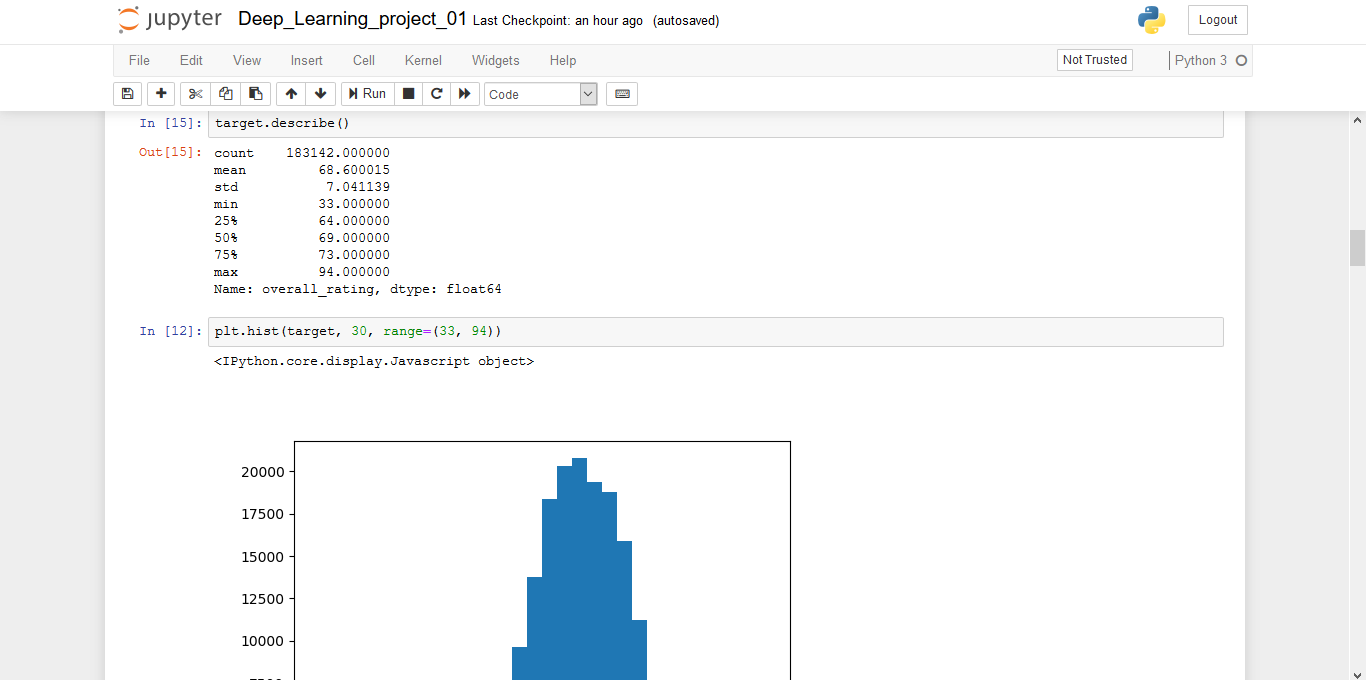 jupyter Deep_Learning_project_01 Last Checkpoint: an hour ago (autosaved) Logout
File Edit View Insert Cell Kernel Widgets Help Not Trusted Python 3
Run Code
In [15]: target.describe()
Out[15]: count 183142.000000
mean 68.600015
std 7.041139
min 33.000000
25% 64.000000
50% 69.000000
75% 73.000000
max 94.000000
Name: overall_rating, dtype: float64
In [12]: plt.hist(target, 30, range=(33, 94))
<IPython.core.display.Javascript object>
20000
17500
15000
12500
10000